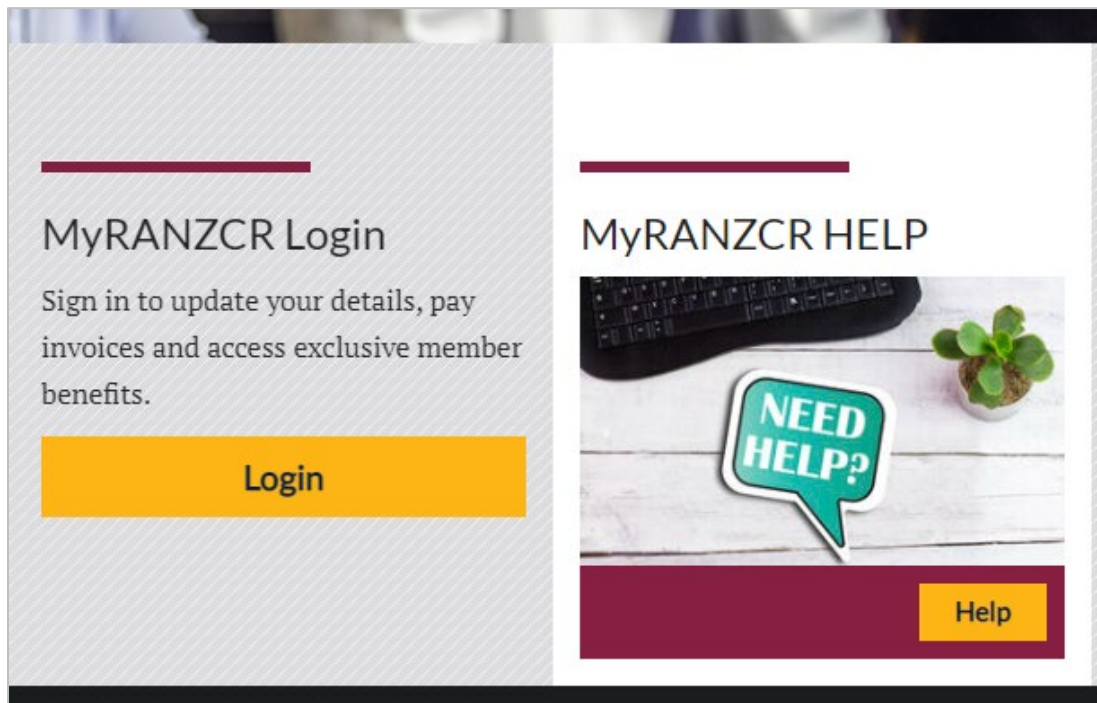 MyRANZCR Login
Sign in to update your details, pay
invoices and access exclusive member
benefits.
Login
MyRANZCR HELP
NEED
HELP?
Help